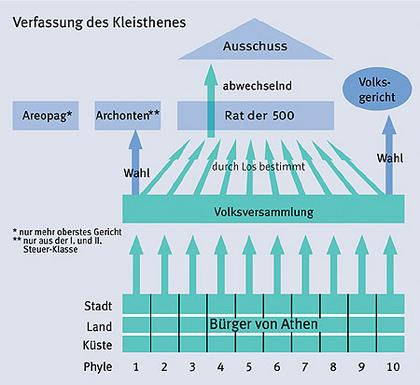 Verfassung des Kleisthenes
Ausschuss
abwechselnd
Volks-
gericht
Areopag*
Archonten**
Rat der 500
Wahl
durch Los bestimmt
Wahl
Volksversammlung
* nur mehr oberstes Gericht
** nur aus der I. und II.
Steuer-Klasse
Stadt
Land
Bürger von Athen
Küste
Phyle 1 2 3 4 5 6 7 8 9 10